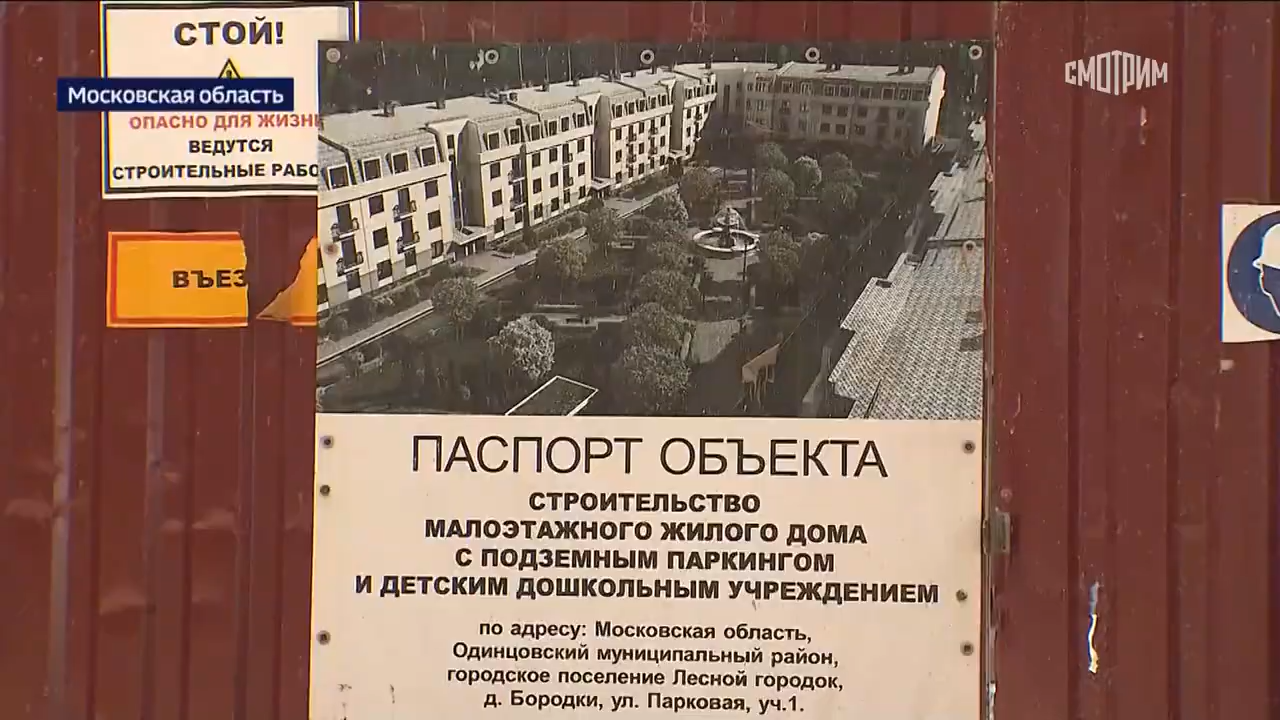 СТОЙ!
СМОТРИМ
Московская область
ОПАСНО ДЛЯ ЖИЗН
ВЕДУТСЯ
СТРОИТЕЛЬНЫЕ РАБО
ВЪЕЗ
ПАСПОРТ ОБЪЕКТА
СТРОИТЕЛЬСТВО
МАЛОЭТАЖНОГО ЖИЛОГО ДОМА
С ПОДЗЕМНЫМ ПАРКИНГОМ
И ДЕТСКИМ ДОШКОЛЬНЫМ УЧРЕЖДЕНИЕМ
по адресу: Московская область,
Одинцовский муниципальный район,
городское поселение Лесной городок,
д. Бородки, ул. Парковая, уч.1.